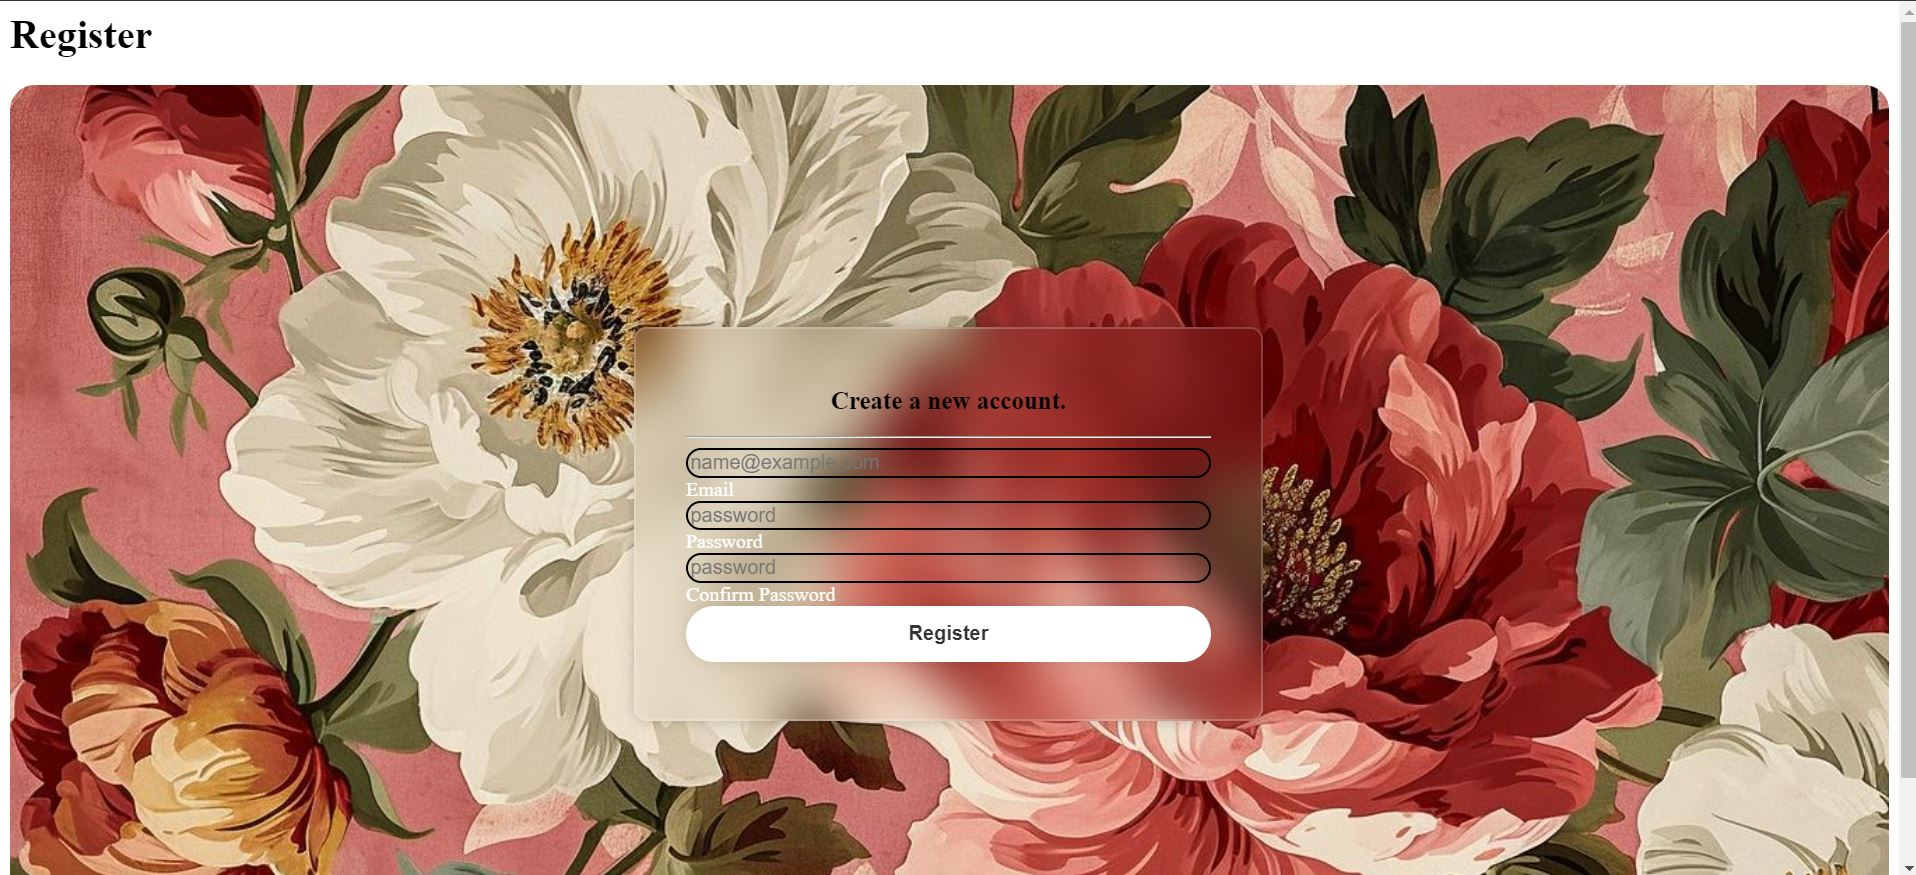 Register
Create a new account.
name@example.com
Email
password
Password
password
Confirm Password
Register